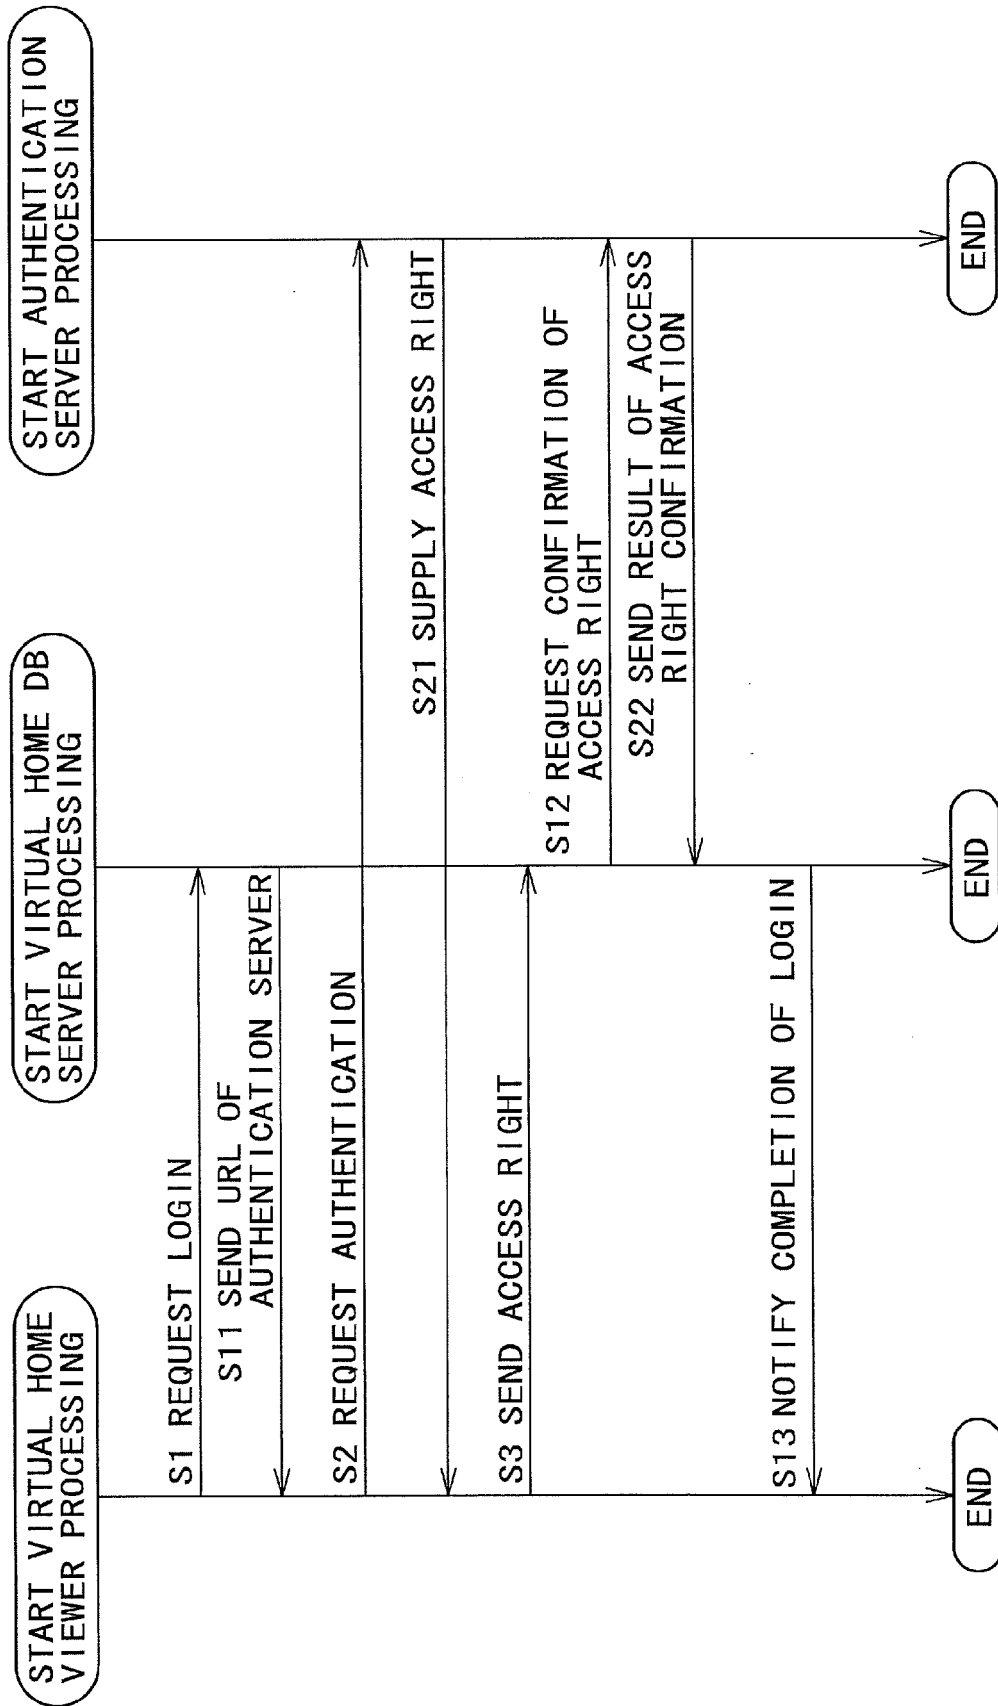 START VIRTUAL HOME
VIEWER PROCESSING
START VIRTUAL HOME DB
SERVER PROCESSING
START AUTHENTICATION
SERVER PROCESSING
S1 REQUEST LOGIN
S11 SEND URL OF
AUTHENTICATION SERVER
S2 REQUEST AUTHENTICATION
S21 SUPPLY ACCESS RIGHT
S3 SEND ACCESS RIGHT
S12 REQUEST CONFIRMATION OF
ACCESS RIGHT
S22 SEND RESULT OF ACCESS
RIGHT CONFIRMATION
S13 NOTIFY COMPLETION OF LOGIN
END
END
END